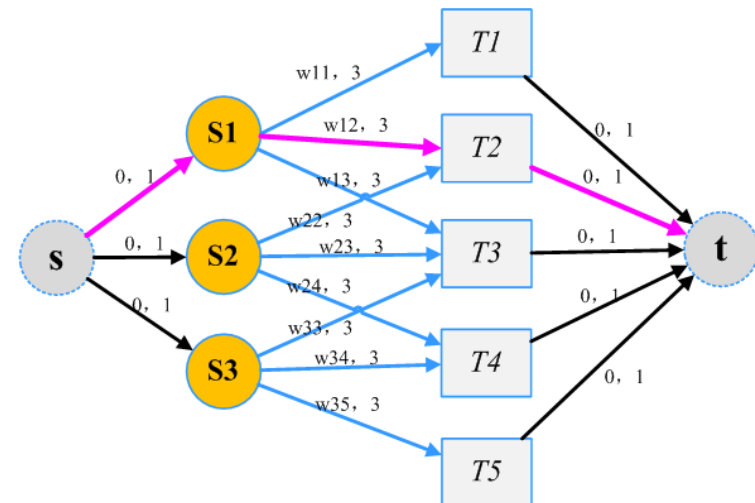 T1
w11，3
S1
w12，3
T2
0，1
0，1
0，1
w13，3
w22，3
s
0，1
S2
w23，3
T3
0，1
t
w24，3
0，1
0，1
w33，3
S3
w34，3
T4
0，1
w35，3
T5